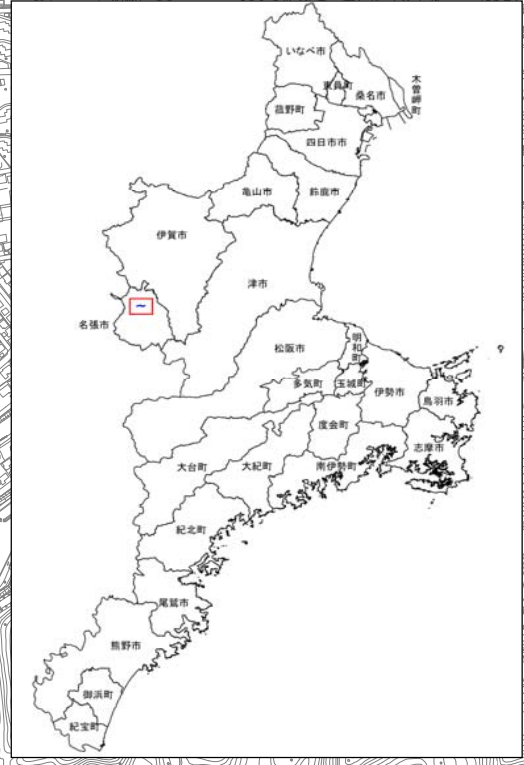 いなべ市
東員町
桑名市
木曽岬町
菰野町
四日市市
亀山市
鈴鹿市
伊賀市
津市
名張市
松阪市
明和町
多気町
玉城町
伊勢市
鳥羽市
度会町
志摩市
大台町
大紀町
南伊勢町
紀北町
尾鷲市
熊野市
御浜町
紀宝町